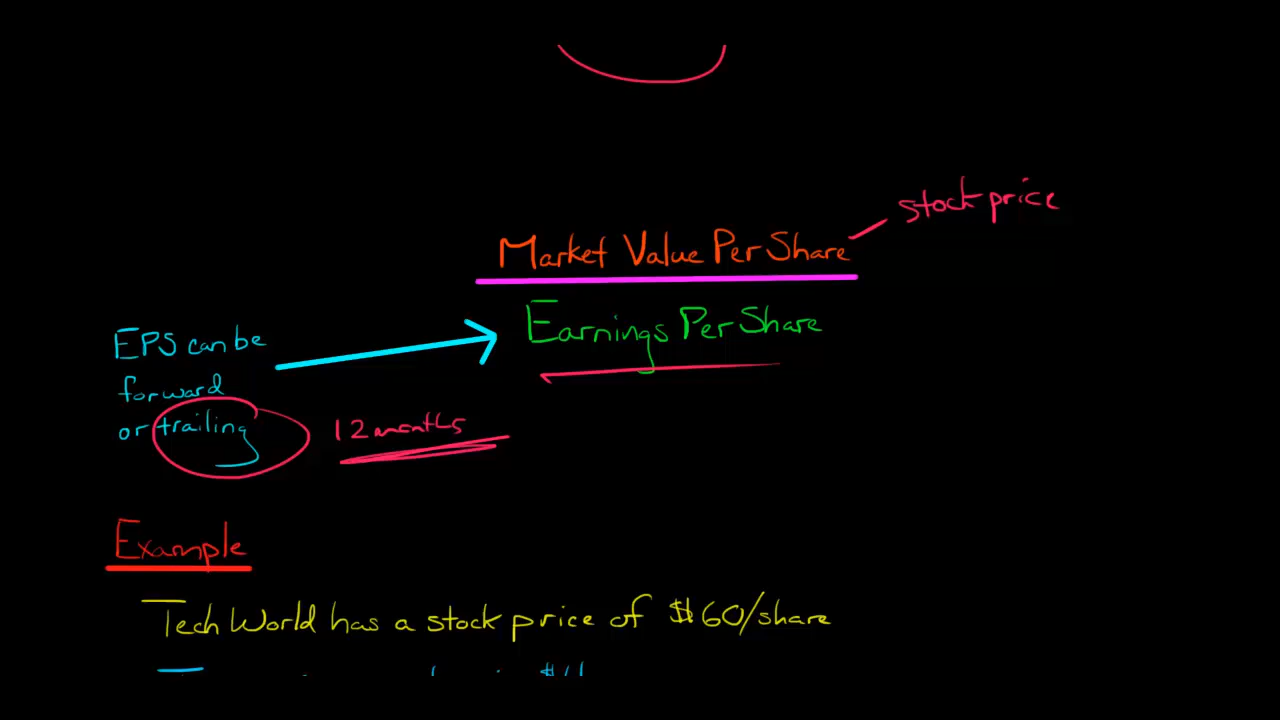 stock price
Market Value Per Share
Earnings Per Share
EPS can be
forward
or trailing
12 months
Example
Tech World has a stock price of $60/share